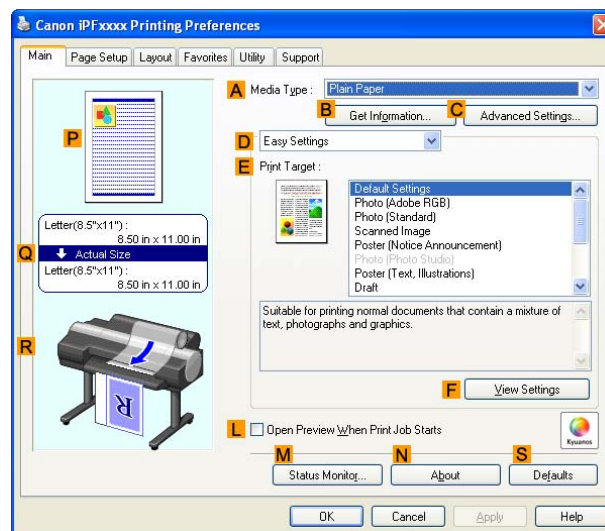 Canon iPFxxxx Printing Preferences
Main
Page Setup
Layout
Favorites
Utility
Support
A
Media Type :
Plain Paper
B
Get Information...
C
Advanced Settings...
D
Easy Settings
E
Print Target :
Default Settings
Photo (Adobe RGB)
Photo (Standard)
Scanned Image
Poster (Notice Announcement)
Photo (Photo Studio)
Poster (Text, Illustrations)
Draft
Suitable for printing normal documents that contain a mixture of
text, photographs and graphics.
F
View Settings
P
Q
Letter(8.5"x11") :
8.50 in x 11.00 in
Actual Size
Letter(8.5"x11") :
8.50 in x 11.00 in
R
R
L
Open Preview When Print Job Starts
Kyuanos
M
Status Monitor...
N
About
S
Defaults
OK
Cancel
Apply
Help